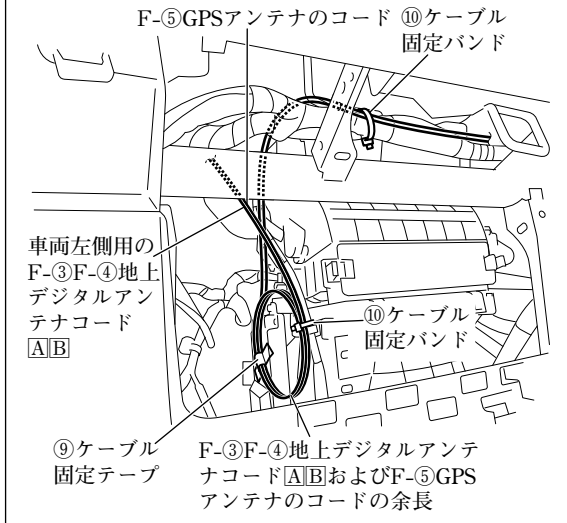 F-⑤GPSアンテナのコード
⑩ケーブル
固定バンド
車両左側用の
F-③F-④地上
デジタルアン
テナコード
AB
⑩ケーブル
固定バンド
⑨ケーブル
固定テープ
F-③F-④地上デジタルアンテ
ナコードABおよびF-⑤GPS
アンテナのコードの余長